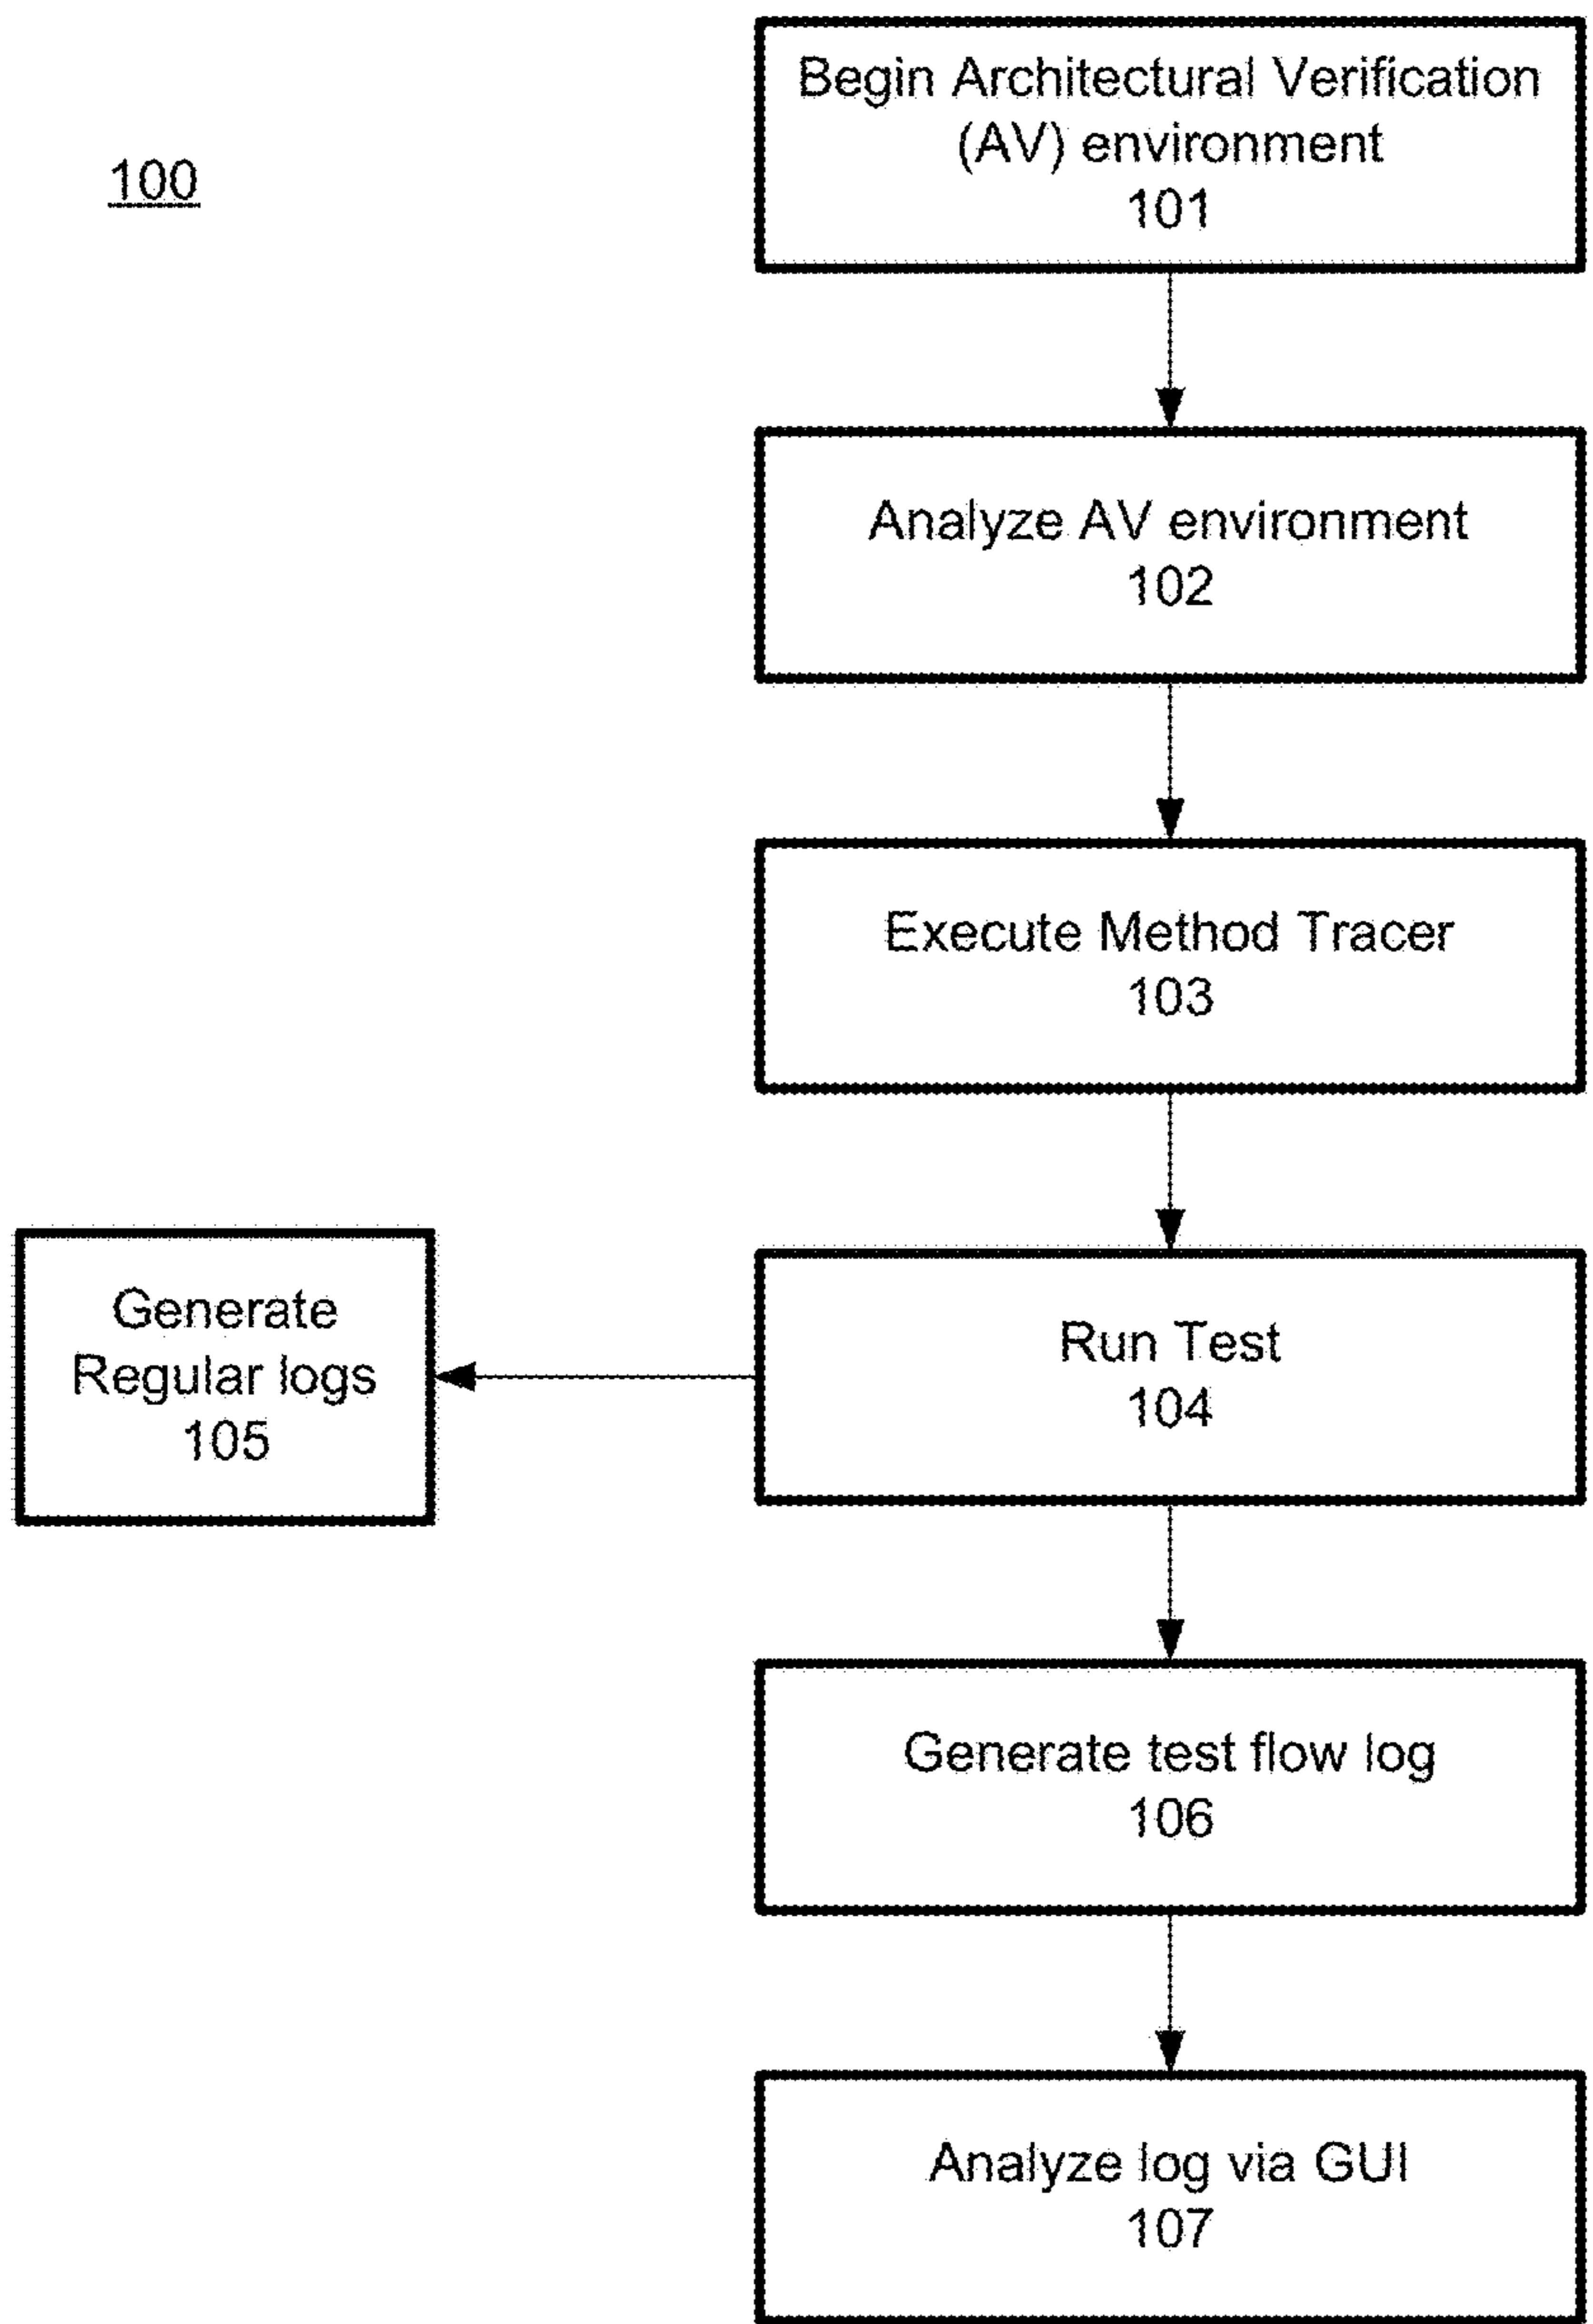 100
Begin Architectural Verification
(AV) environment
101
Analyze AV environment
102
Execute Method Tracer
103
Generate
Regular logs
105
Run Test
104
Generate test flow log
106
Analyze log via GUI
107